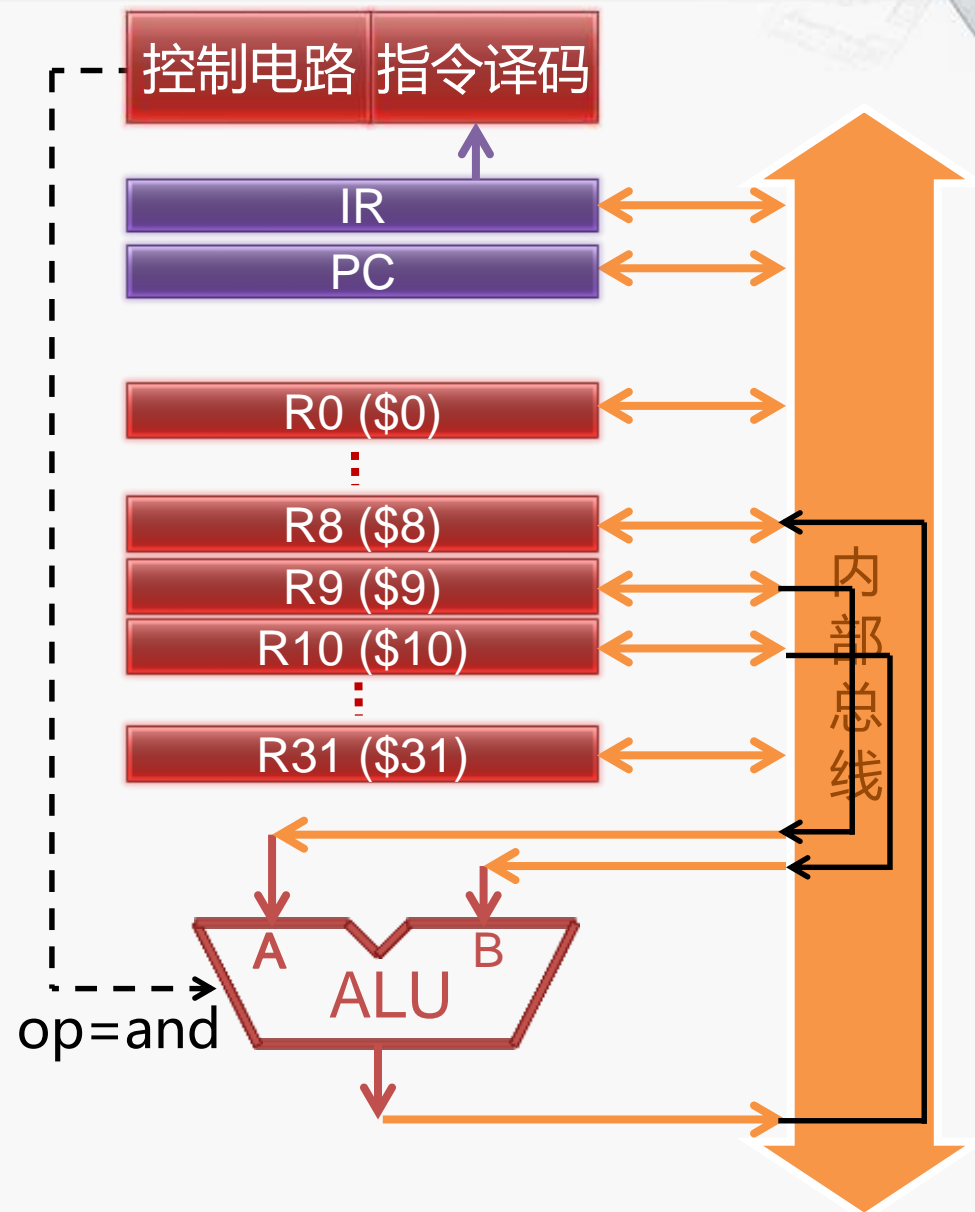 控制电路 指令译码
IR
PC
R0 ($0)
R8 ($8)
R9 ($9)
R10 ($10)
R31 ($31)
内部总线
A
B
ALU
op=and